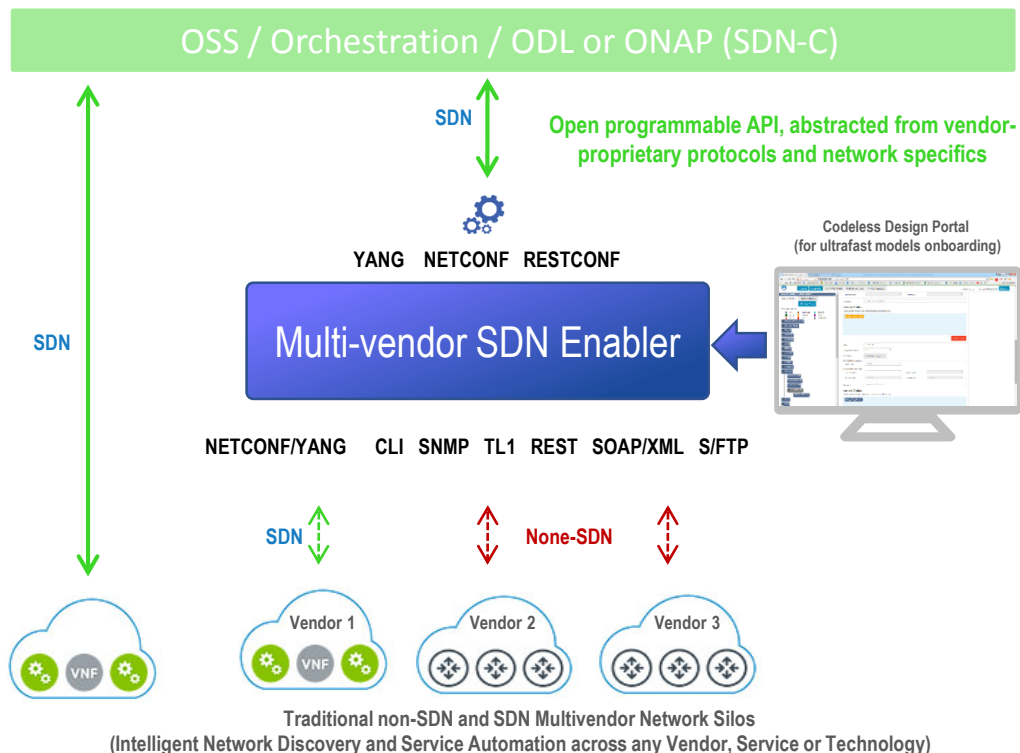 OSS / Orchestration / ODL or ONAP (SDN-C)
SDN
Open programmable API, abstracted from vendor-
proprietary protocols and network specifics
Codeless Design Portal
(for ultrafast models onboarding)
YANG NETCONF RESTCONF
SDN
Multi-vendor SDN Enabler
NETCONF/YANG CLI SNMP TL1 REST SOAP/XML S/FTP
SDN
None-SDN
Vendor 1
Vendor 2
Vendor 3
VNF
VNF
Traditional non-SDN and SDN Multivendor Network Silos
(Intelligent Network Discovery and Service Automation across any Vendor, Service or Technology)